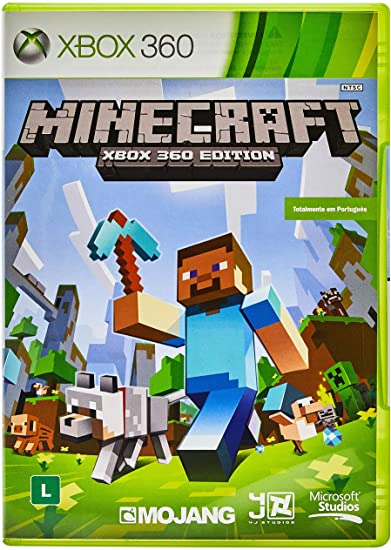 XBOX 360
NTSC
MINECRAFT
XBOX 360 EDITION
Totalmente em Português
L
MOJANG
4J STUDIOS
Microsoft
Studios